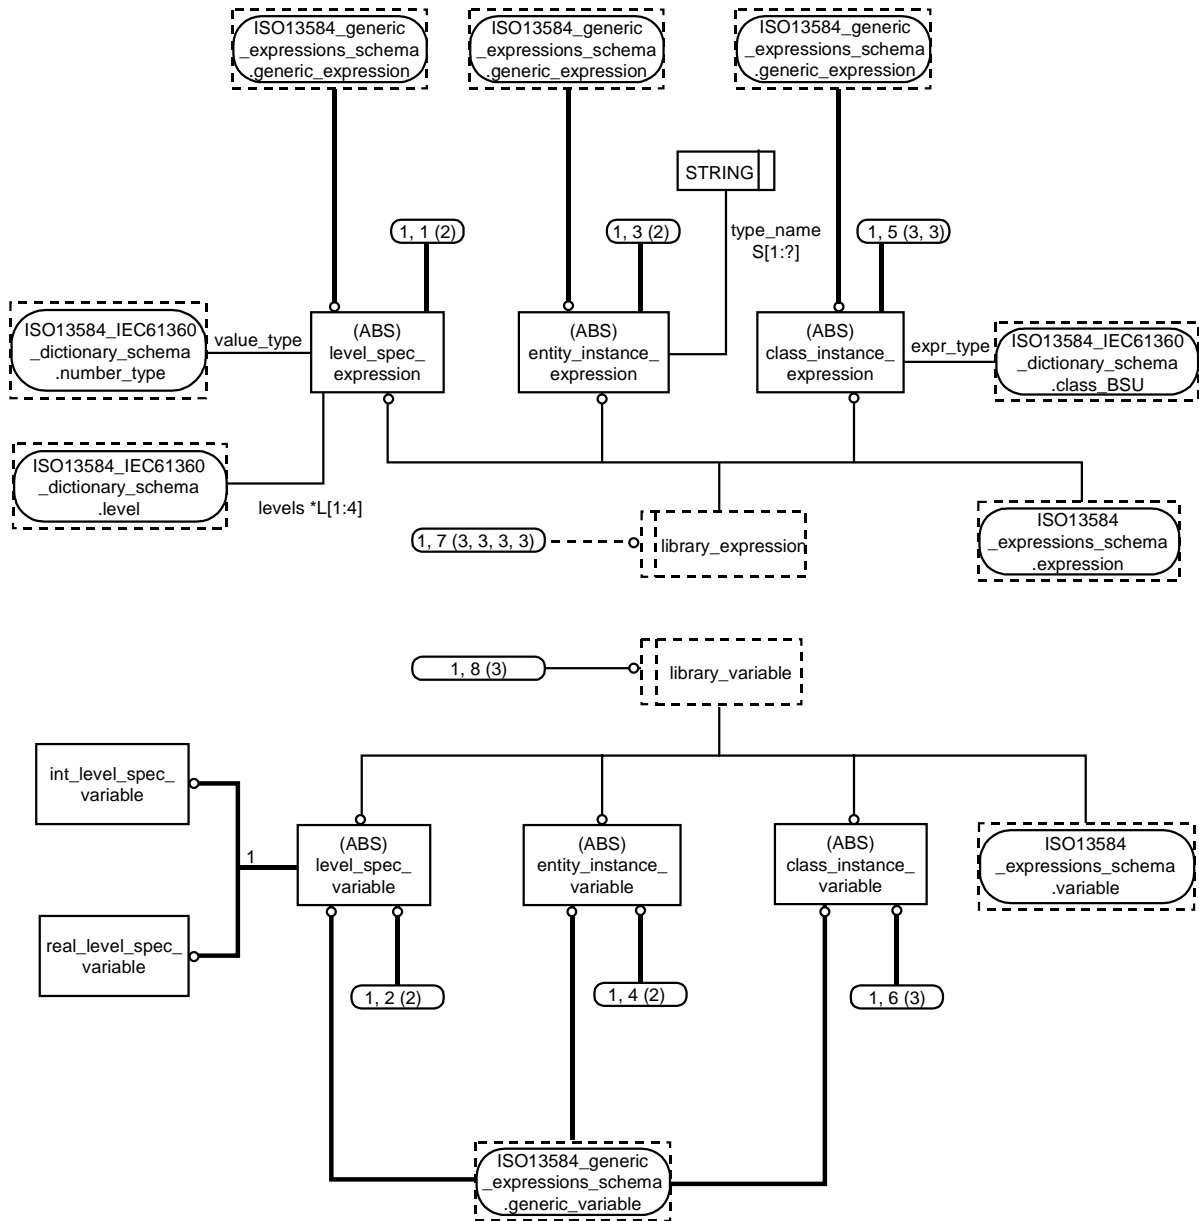 ISO13584_generic
_expressions_schema
.generic_expression
ISO13584_generic
_expressions_schema
.generic_expression
ISO13584_generic
_expressions_schema
.generic_expression
STRING
1, 1 (2)
1, 3 (2)
type_name
S[1:?]
1, 5 (3, 3)
ISO13584_IEC61360
_dictionary_schema
.number_type
value_type
(ABS)
level_spec_
expression
(ABS)
entity_instance_
expression
(ABS)
class_instance_
expression
expr_type
ISO13584_IEC61360
_dictionary_schema
.class_BSU
ISO13584_IEC61360
_dictionary_schema
.level
levels *L[1:4]
1, 7 (3, 3, 3, 3)
library_expression
ISO13584
_expressions_schema
.expression
1, 8 (3)
library_variable
int_level_spec_
variable
1
(ABS)
level_spec_
variable
(ABS)
entity_instance_
variable
(ABS)
class_instance_
variable
ISO13584
_expressions_schema
.variable
real_level_spec_
variable
1, 2 (2)
1, 4 (2)
1, 6 (3)
ISO13584_generic
_expressions_schema
.generic_variable